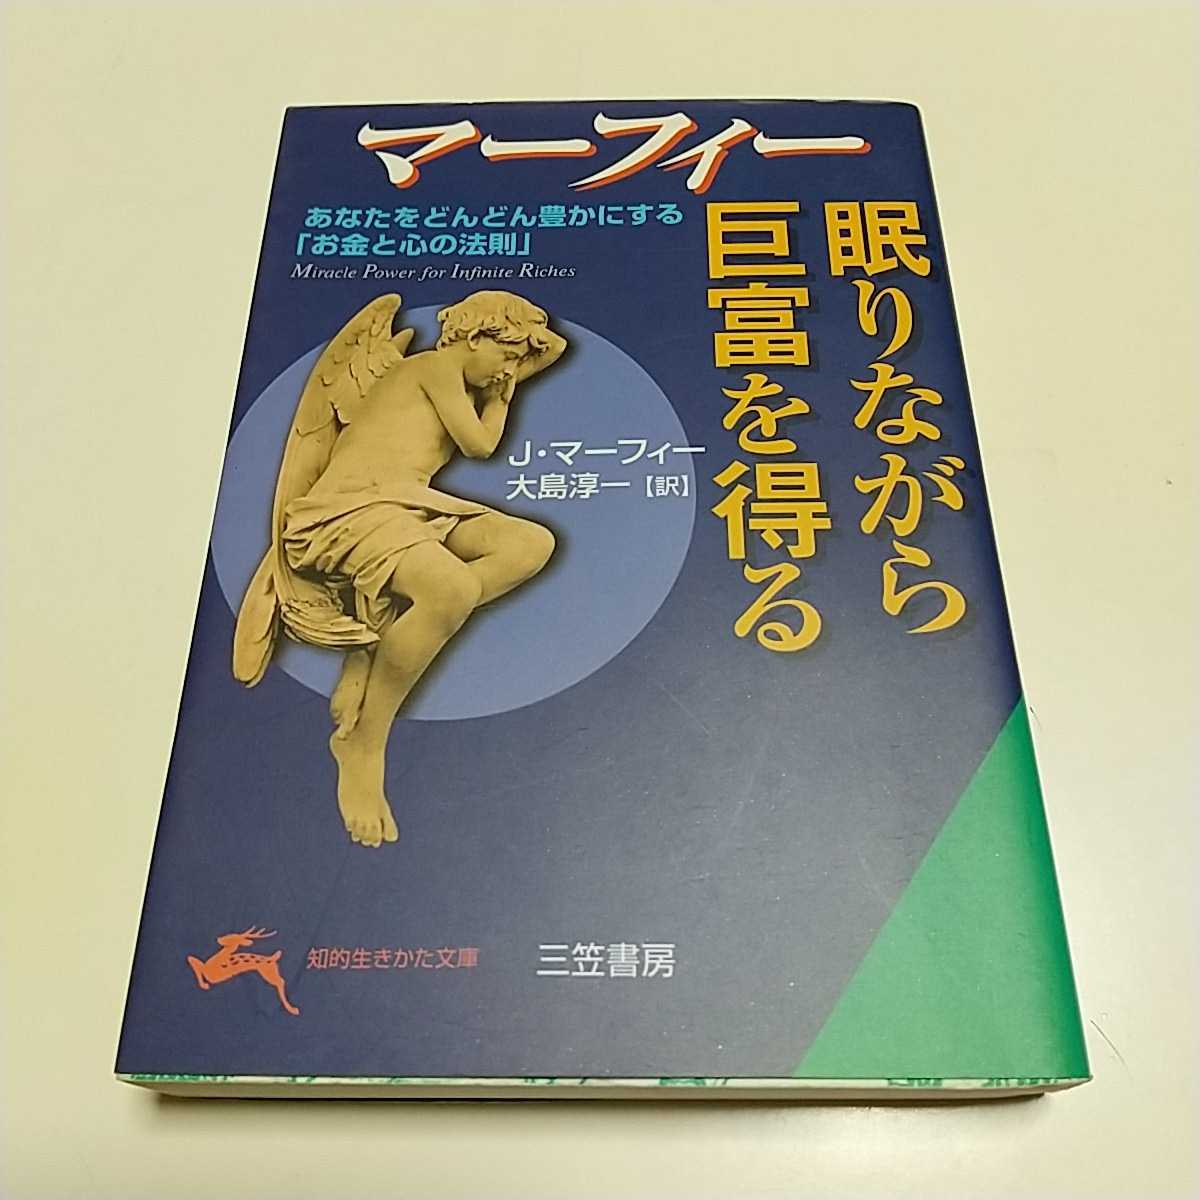 マーフィー
眠りながら
巨富を得る
あなたをどんどん豊かにする
「お金と心の法則」
Miracle Power for Infinite Riches
J・マーフィー
大島淳一【訳】
知的生きかた文庫
三笠書房